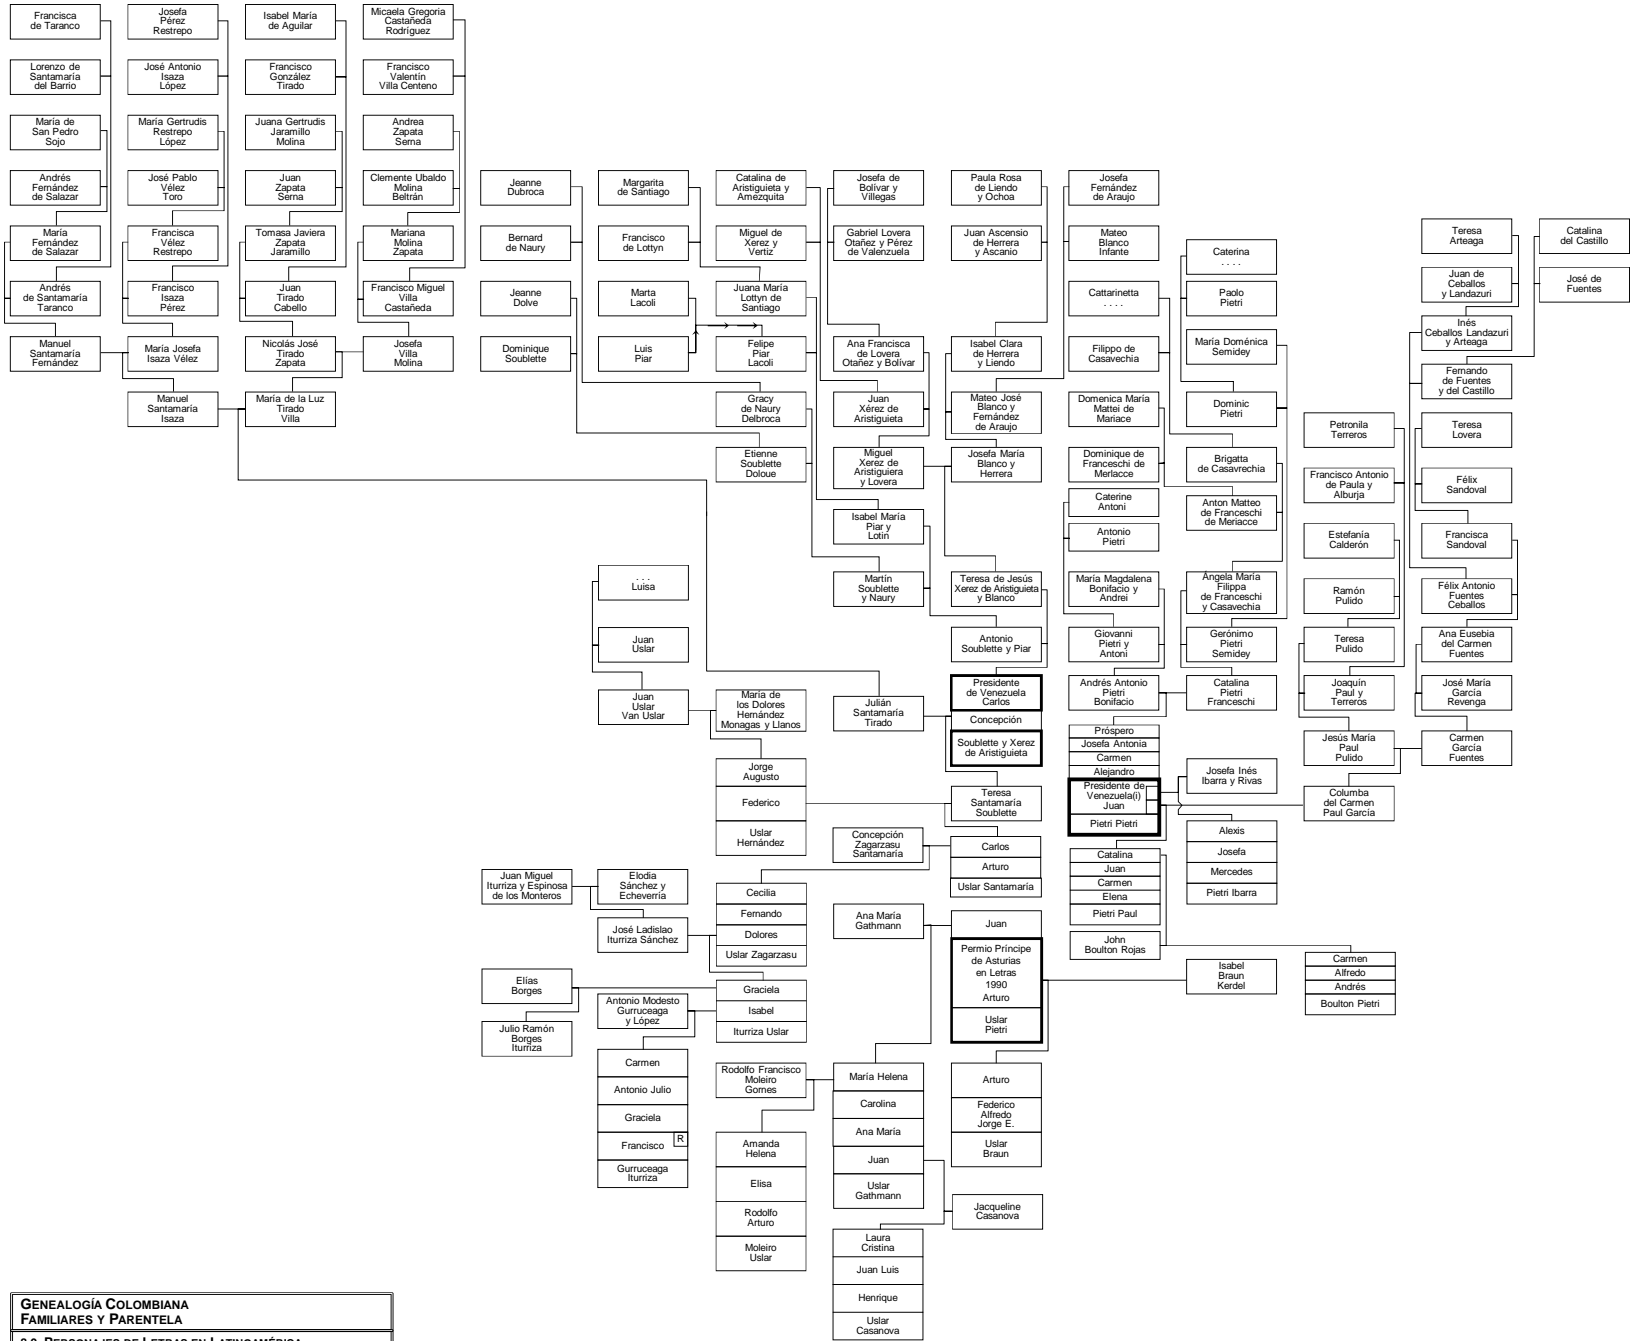 Francisca
de Taranco
Josefa
Pérez
Restrepo
Isabel María
de Aguilar
Micaela Gregoria
Castañeda
Rodríguez
Lorenzo de
Santamaría
del Barrio
José Antonio
Isaza
López
Francisco
González
Tirado
Francisco
Valentín
Villa Centeno
María de
San Pedro
Sojo
María Gertrudis
Restrepo
López
Juana Gertrudis
Jaramillo
Molina
Andrea
Zapata
Serna
Andrés
Fernández
de Salazar
José Pablo
Vélez
Toro
Juan
Zapata
Serna
Clemente Ubaldo
Molina
Beltrán
Jeanne
Dubroca
Margarita
de Santiago
Catalina de
Aristiguieta y
Amézquita
Josefa de
Bolívar y
Villegas
Paula Rosa
de Liendo
y Ochoa
Josefa
Fernández
de Araujo
María
Fernández
de Salazar
Francisca
Vélez
Restrepo
Tomasa Javiera
Zapata
Jaramillo
Mariana
Molina
Zapata
Bernard
de Naury
Francisco
de Lottyn
Miguel de
Xerez y
Vertiz
Gabriel Lovera
Otañez y Pérez
de Valenzuela
Juan Ascensio
de Herrera
y Ascanio
Mateo
Blanco
Infante
Caterina
. . . .
Teresa
Arteaga
Catalina
del Castillo
Andrés
de Santamaría
Taranco
Francisco
Isaza
Pérez
Juan
Tirado
Cabello
Francisco Miguel
Villa
Castañeda
Jeanne
Dolve
Marta
Lacoli
Juana María
Lottyn de
Santiago
Cattarinetta
. . . .
Paolo
Pietri
Juan de
Ceballos
y Landazuri
José de
Fuentes
Manuel
Santamaría
Fernández
María Josefa
Isaza Vélez
Nicolás José
Tirado
Zapata
Josefa
Villa
Molina
Dominique
Soublette
Luis
Piar
Felipe
Piar
Lacoli
Ana Francisca
de Lovera
Otañez y Bolívar
Isabel Clara
de Herrera
y Liendo
Filippo de
Casavechia
María Doménica
Semidey
Inés
Ceballos Landazuri
y Arteaga
Fernando
de Fuentes
y del Castillo
Manuel
Santamaría
Isaza
María de la Luz
Tirado
Villa
Gracy
de Naury
Delbroca
Juan
Xérez de
Aristiguieta
Mateo José
Blanco y
Fernández
de Araujo
Domenica María
Mattei de
Mariace
Dominic
Pietri
Petronila
Terreros
Teresa
Lovera
Etienne
Soublette
Doloue
Miguel
Xerez de
Aristiguiera
y Lovera
Josefa María
Blanco y
Herrera
Dominique de
Franceschi de
Merlacce
Brigatta
de Casavrechia
Francisco Antonio
de Paula y
Alburja
Félix
Sandoval
Isabel María
Piar y
Lotin
Caterine
Antoni
Anton Matteo
de Franceschi
de Meriacce
Antonio
Pietri
Estefanía
Calderón
Francisca
Sandoval
. . .
Luisa
Martín
Soublette
y Naury
Teresa de Jesús
Xerez de Aristiguieta
y Blanco
María Magdalena
Bonifacio y
Andrei
Ángela María
Filippa
de Franceschi
y Casavechia
Ramón
Pulido
Félix Antonio
Fuentes
Ceballos
Juan
Uslar
Antonio
Soublette y Piar
Giovanni
Pietri y
Antoni
Gerónimo
Pietri
Semidey
Teresa
Pulido
Ana Eusebia
del Carmen
Fuentes
Juan
Uslar
Van Uslar
María de
los Dolores
Hernández
Monagas y Llanos
Julián
Santamaría
Tirado
Presidente
de Venezuela
Carlos
Concepción
Soublette y Xerez
de Aristiguieta
Andrés Antonio
Pietri
Bonifacio
Catalina
Pietri
Franceschi
Joaquín
Paul y
Terreros
José María
García
Revenga
Próspero
Josefa Antonia
Carmen
Alejandro
Presidente de
Venezuela(i)
Juan
Pietri Pietri
Jesús María
Paul
Pulido
Carmen
García
Fuentes
Jorge
Augusto
Federico
Uslar
Hernández
Teresa
Santamaría
Soublette
Josefa Inés
Ibarra y Rivas
Columba
del Carmen
Paul García
Concepción
Zagarzasu
Santamaría
Carlos
Arturo
Uslar Santamaría
Catalina
Juan
Carmen
Elena
Pietri Paul
Alexis
Josefa
Mercedes
Pietri Ibarra
Juan Miguel
Iturriza y Espinosa
de los Monteros
Elodia
Sánchez y
Echeverría
Cecilia
Fernando
Dolores
Uslar Zagarzasu
José Ladislao
Iturriza Sánchez
Ana María
Gathmann
Juan
Permio Príncipe
de Asturias
en Letras
1990
Arturo
Uslar
Pietri
John
Boulton Rojas
Isabel
Braun
Kerdel
Carmen
Alfredo
Andrés
Boulton Pietri
Elías
Borges
Antonio Modesto
Gurruceaga
y López
Graciela
Isabel
Iturriza Uslar
Julio Ramón
Borges
Iturriza
Carmen
Antonio Julio
Graciela
Francisco
R
Gurruceaga
Iturriza
Rodolfo Francisco
Moleiro
Gomes
María Helena
Carolina
Ana María
Juan
Uslar
Gathmann
Arturo
Federico
Alfredo
Jorge E.
Uslar
Braun
Amanda
Helena
Elisa
Rodolfo
Arturo
Moleiro
Uslar
Jacqueline
Casanova
Laura
Cristina
Juan Luis
Henrique
Uslar
Casanova
GENEALOGÍA COLOMBIANA
FAMILIARES Y PARENTELA
PERSONAJES DE LETRAS EN LATINOAMÉRICA